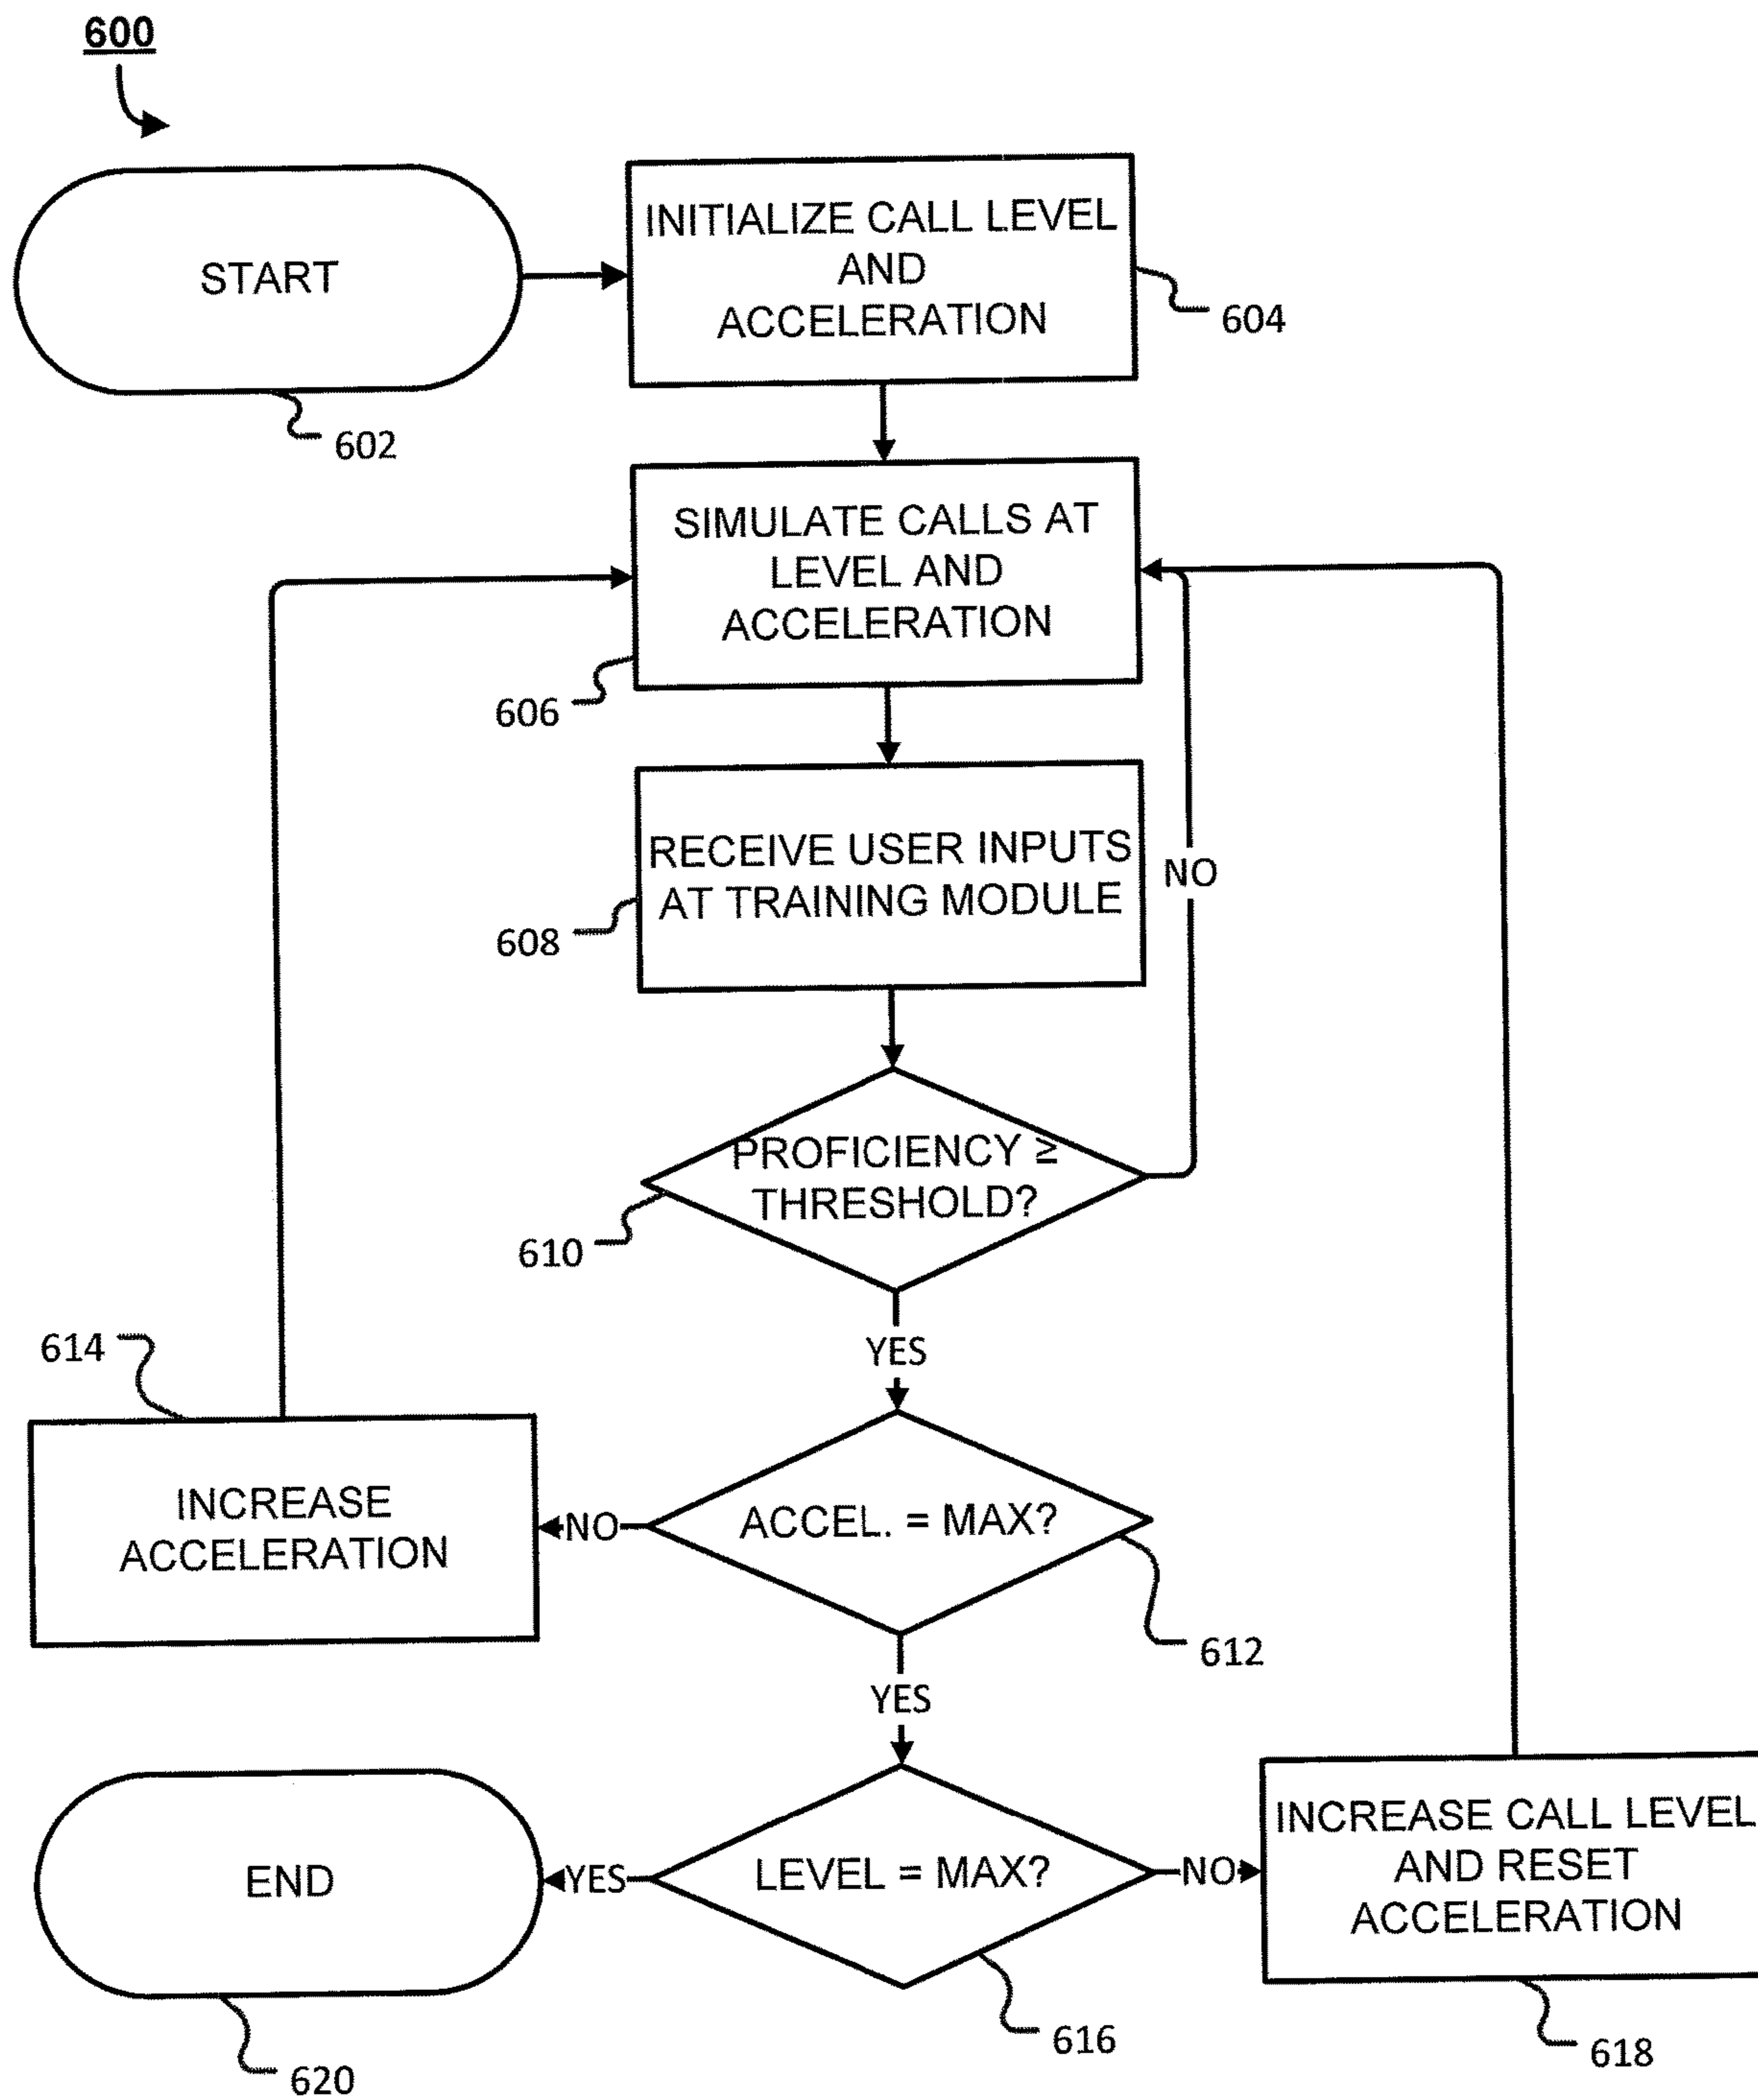 600
START
602
INITIALIZE CALL LEVEL
AND
ACCELERATION
604
SIMULATE CALLS AT
LEVEL AND
ACCELERATION
606
RECEIVE USER INPUTS
AT TRAINING MODULE
608
NO
PROFICIENCY ≥
THRESHOLD?
610
YES
614
INCREASE
ACCELERATION
NO
ACCEL. = MAX?
612
YES
END
620
YES
LEVEL = MAX?
616
NO
INCREASE CALL LEVEL
AND RESET
ACCELERATION
618